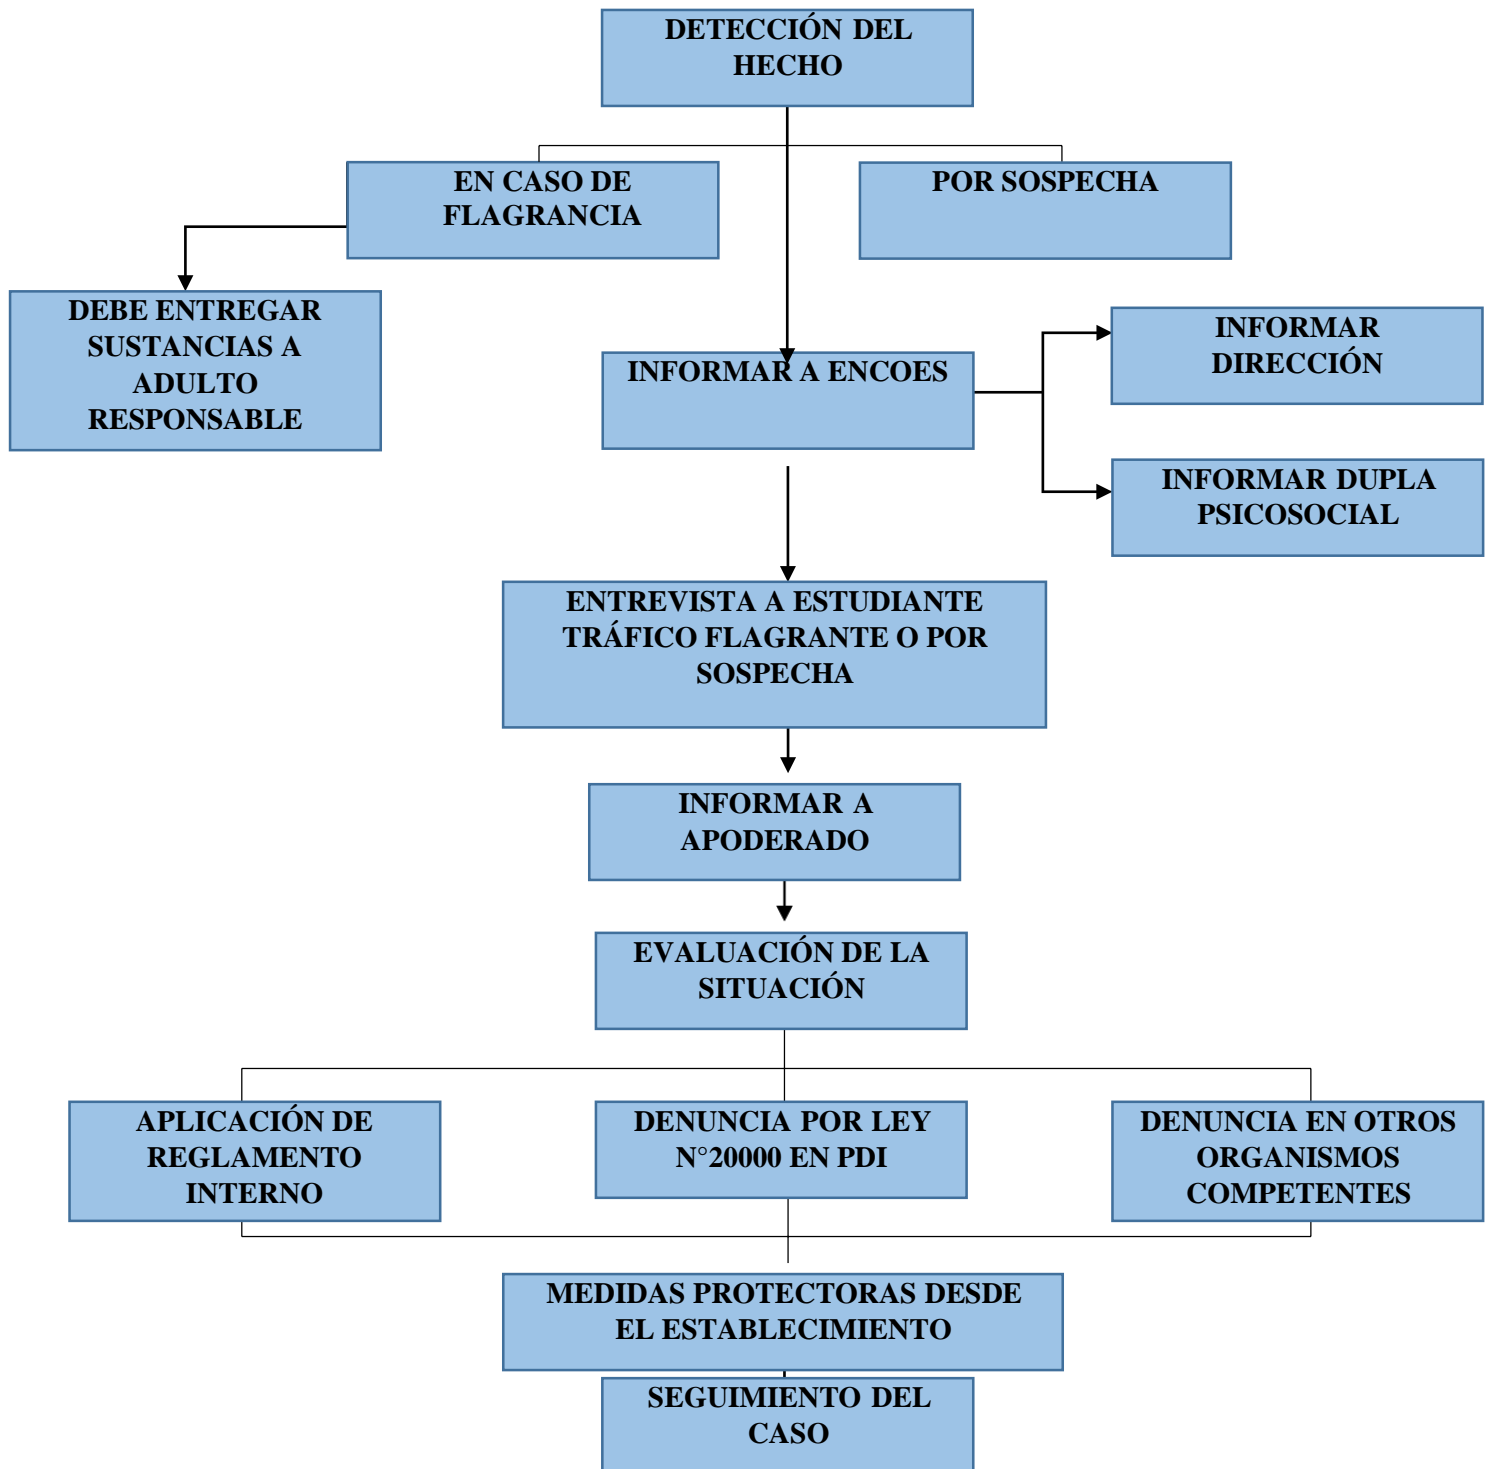 DETECCIÓN DEL
HECHO
EN CASO DE
FLAGRANCIA
POR SOSPECHA
DEBE ENTREGAR
SUSTANCIAS A
ADULTO
RESPONSABLE
INFORMAR A ENCOES
INFORMAR
DIRECCIÓN
INFORMAR DUPLA
PSICOSOCIAL
ENTREVISTA A ESTUDIANTE
TRÁFICO FLAGRANTE O POR
SOSPECHA
INFORMAR A
APODERADO
EVALUACIÓN DE LA
SITUACIÓN
APLICACIÓN DE
REGLAMENTO
INTERNO
DENUNCIA POR LEY
N°20000 EN PDI
DENUNCIA EN OTROS
ORGANISMOS
COMPETENTES
MEDIDAS PROTECTORAS DESDE
EL ESTABLECIMIENTO
SEGUIMIENTO DEL
CASO